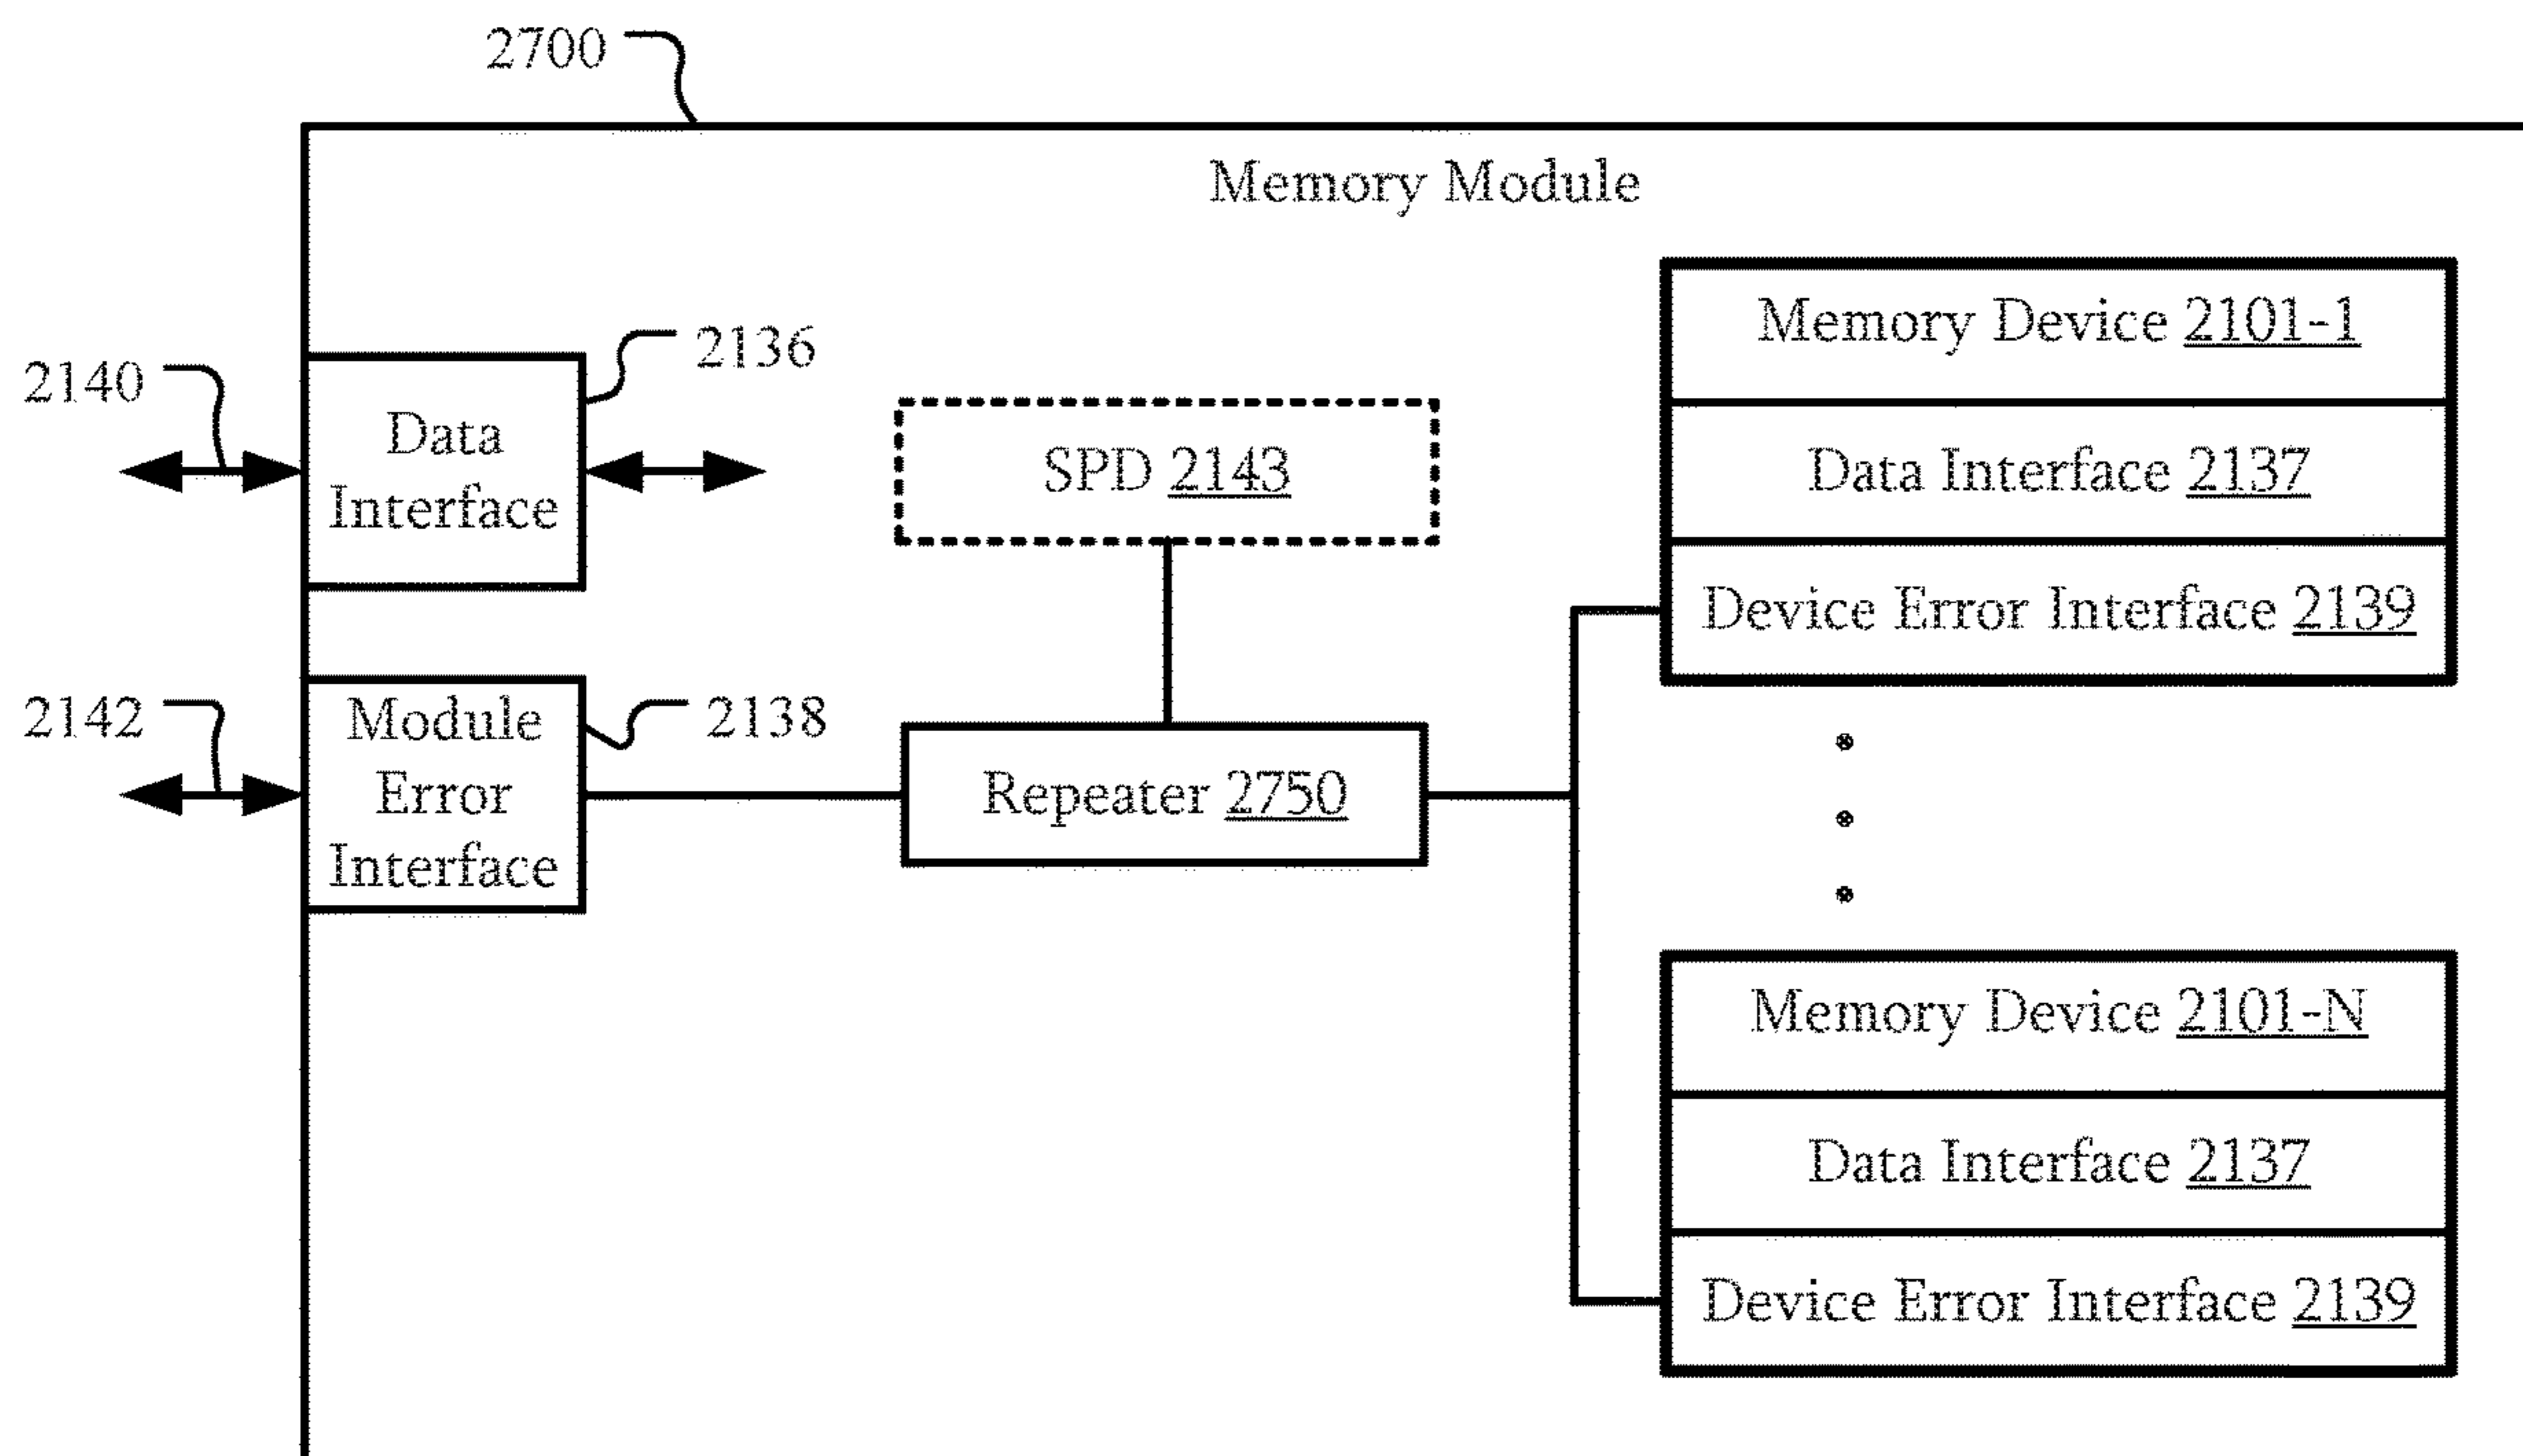 2700
Memory Module
2140
Data
Interface
2136
SPD 2143
Memory Device 2101-1
Data Interface 2137
Device Error Interface 2139
2142
Module
Error
Interface
2138
Repeater 2750
Memory Device 2101-N
Data Interface 2137
Device Error Interface 2139